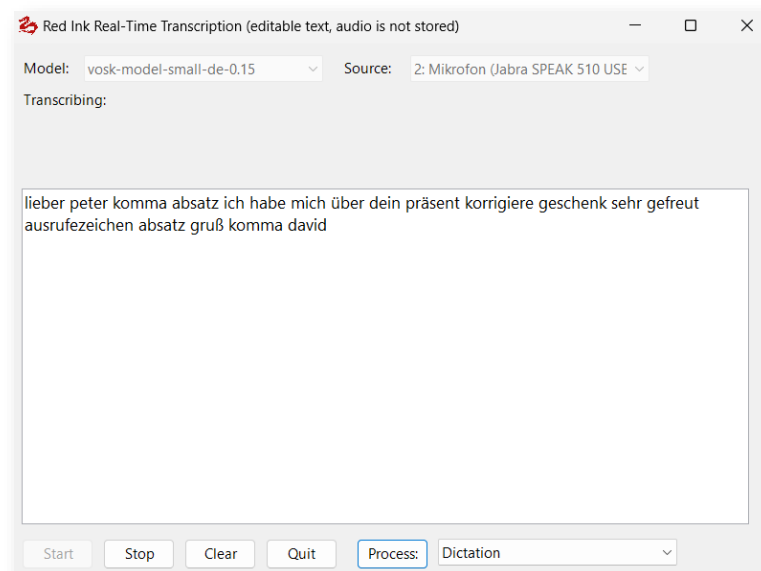 Red Ink Real-Time Transcription (editable text, audio is not stored)
Model: vosk-model-small-de-0.15 Source: 2: Mikrofon (Jabra SPEAK 510 USE
Transcribing:
lieber peter komma absatz ich habe mich über dein präsent korrigiere geschenk sehr gefreut
ausrufezeichen absatz gruß komma david
Start Stop Clear Quit Process: Dictation